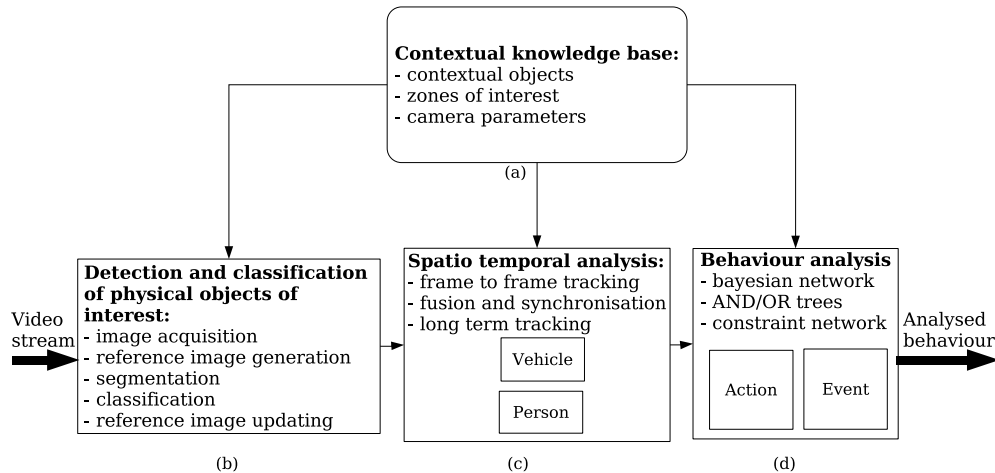 Contextual knowledge base:
- contextual objects
- zones of interest
- camera parameters
(a)
Video
stream
Detection and classification
of physical objects of
interest:
- image acquisition
- reference image generation
- segmentation
- classification
- reference image updating
(b)
Spatio temporal analysis:
- frame to frame tracking
- fusion and synchronisation
- long term tracking
Vehicle
Person
(c)
Behaviour analysis
- bayesian network
- AND/OR trees
- constraint network
Action
Event
(d)
Analysed
behaviour